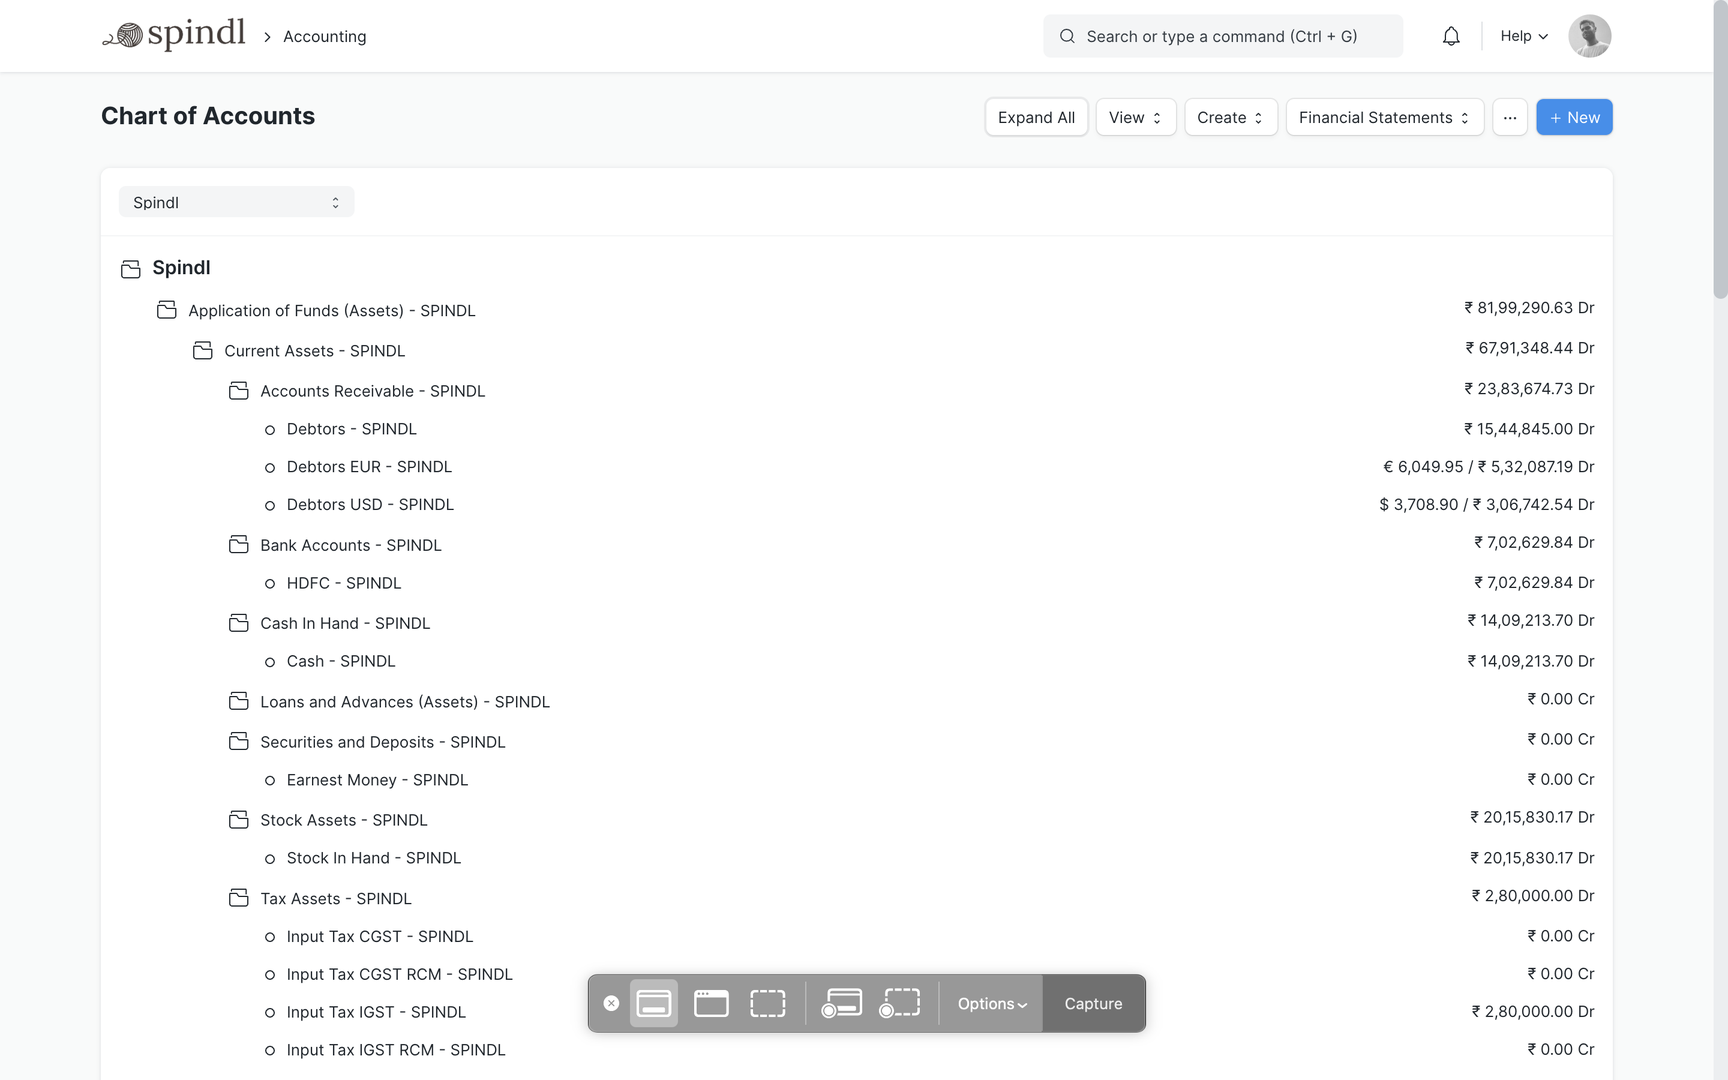 spindl
Accounting
Search or type a command (Ctrl + G)
Help
Chart of Accounts
Expand All
View
Create
Financial Statements
...
+ New
Spindl
Spindl
Application of Funds (Assets) - SPINDL ₹ 81,99,290.63 Dr
Current Assets - SPINDL ₹ 67,91,348.44 Dr
Accounts Receivable - SPINDL ₹ 23,83,674.73 Dr
Debtors - SPINDL ₹ 15,44,845.00 Dr
Debtors EUR - SPINDL € 6,049.95 / ₹ 5,32,087.19 Dr
Debtors USD - SPINDL $ 3,708.90 / ₹ 3,06,742.54 Dr
Bank Accounts - SPINDL ₹ 7,02,629.84 Dr
HDFC - SPINDL ₹ 7,02,629.84 Dr
Cash In Hand - SPINDL ₹ 14,09,213.70 Dr
Cash - SPINDL ₹ 14,09,213.70 Dr
Loans and Advances (Assets) - SPINDL ₹ 0.00 Cr
Securities and Deposits - SPINDL ₹ 0.00 Cr
Earnest Money - SPINDL ₹ 0.00 Cr
Stock Assets - SPINDL ₹ 20,15,830.17 Dr
Stock In Hand - SPINDL ₹ 20,15,830.17 Dr
Tax Assets - SPINDL ₹ 2,80,000.00 Dr
Input Tax CGST - SPINDL ₹ 0.00 Cr
Input Tax CGST RCM - SPINDL ₹ 0.00 Cr
Input Tax IGST - SPINDL ₹ 2,80,000.00 Dr
Input Tax IGST RCM - SPINDL ₹ 0.00 Cr
Options
Capture